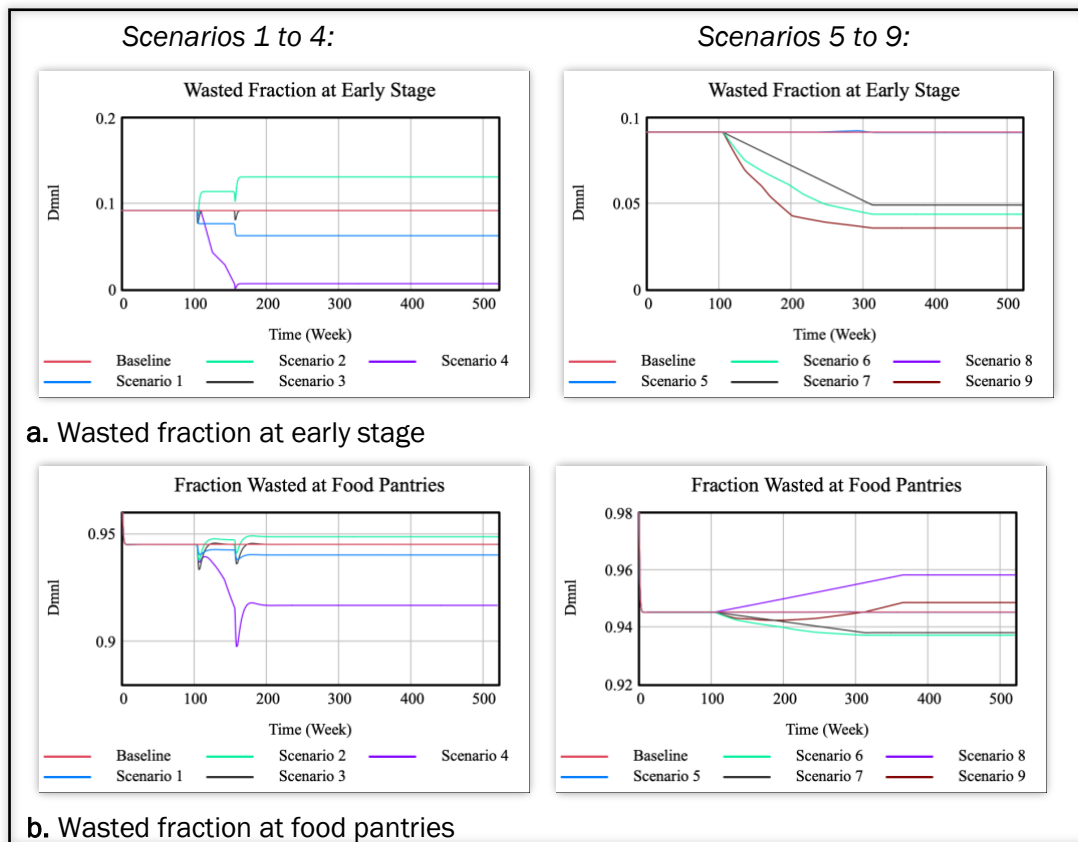 Scenarios 1 to 4:
Scenarios 5 to 9:
Wasted Fraction at Early Stage
0.2
0.1
0
Dmnl
0 100 200 300 400 500
Time (Week)
Baseline Scenario 2 Scenario 4
Scenario 1 Scenario 3
Wasted Fraction at Early Stage
0.1
0.05
0
Dmnl
0 100 200 300 400 500
Time (Week)
Baseline Scenario 6 Scenario 8
Scenario 5 Scenario 7 Scenario 9
a. Wasted fraction at early stage
Fraction Wasted at Food Pantries
0.95
0.9
Dmnl
0 100 200 300 400 500
Time (Week)
Baseline Scenario 2 Scenario 4
Scenario 1 Scenario 3
Fraction Wasted at Food Pantries
0.98
0.96
0.94
0.92
Dmnl
0 100 200 300 400 500
Time (Week)
Baseline Scenario 6 Scenario 8
Scenario 5 Scenario 7 Scenario 9
b. Wasted fraction at food pantries